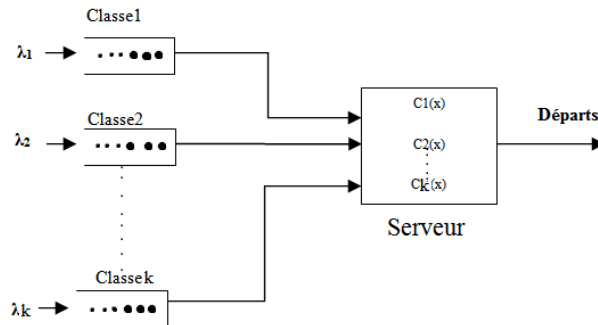 Classe1
λ1
C1(x)
Classe2
Départs
λ2
C2(x)
Ck(x)
Serveur
Classek
λk